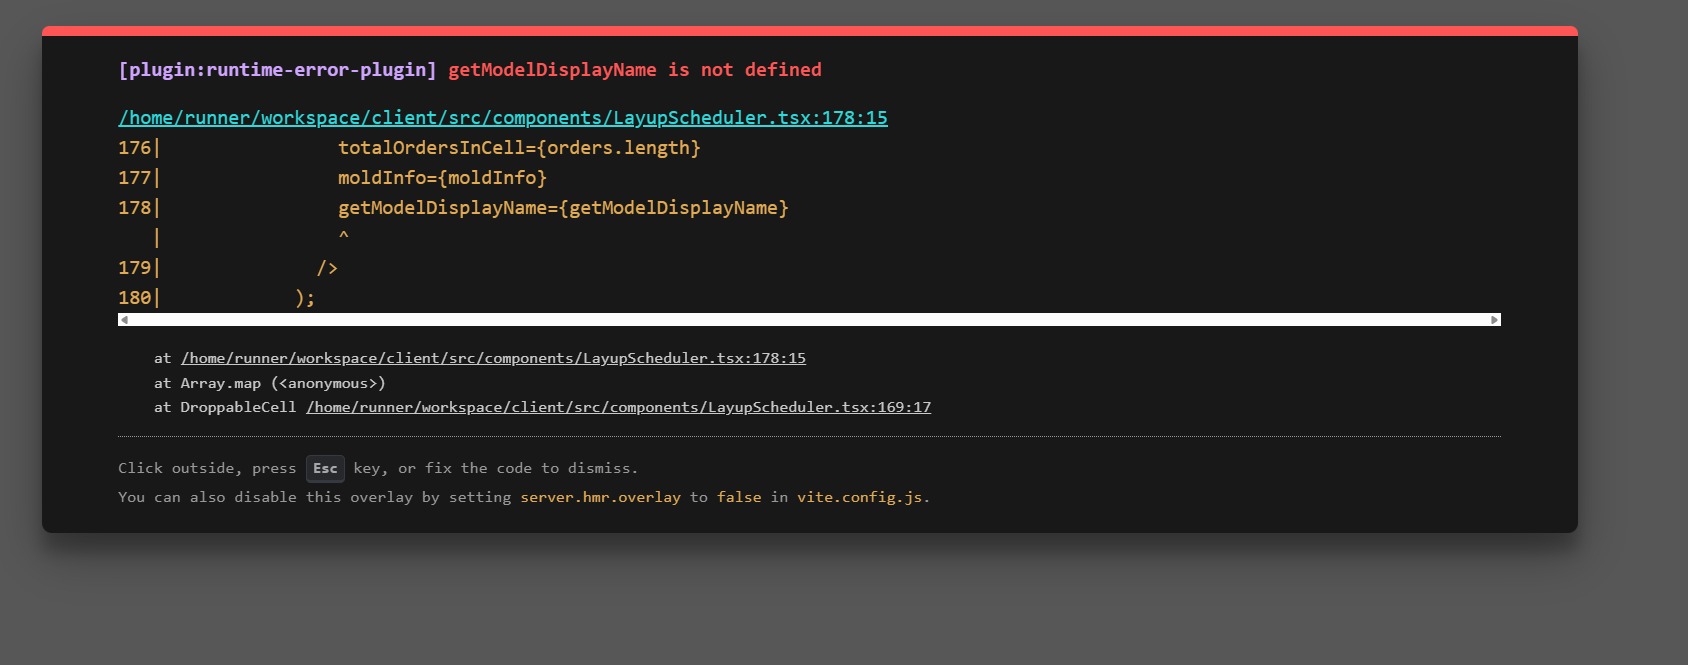 [plugin:runtime-error-plugin] getModelDisplayName is not defined
/home/runner/workspace/client/src/components/LayupScheduler.tsx:178:15
176|                totalOrdersInCell={orders.length}
177|                moldInfo={moldInfo}
178|                getModelDisplayName={getModelDisplayName}
   |                ^
179|              />
180|            );
at /home/runner/workspace/client/src/components/LayupScheduler.tsx:178:15
at Array.map (<anonymous>)
at DroppableCell /home/runner/workspace/client/src/components/LayupScheduler.tsx:169:17
Click outside, press Esc key, or fix the code to dismiss.
You can also disable this overlay by setting server.hmr.overlay to false in vite.config.js.